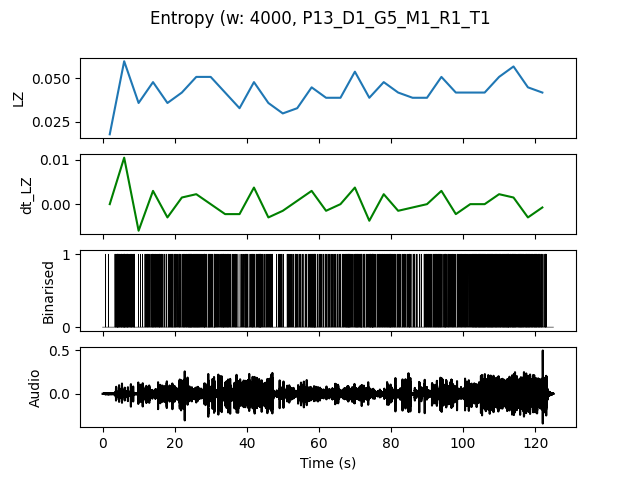 Entropy (w: 4000, P13_D1_G5_M1_R1_T1
0.050
0.025
LZ
0.01
0.00
dt_LZ
1
0
Binarised
0.5
0.0
Audio
0 20 40 60 80 100 120
Time (s)